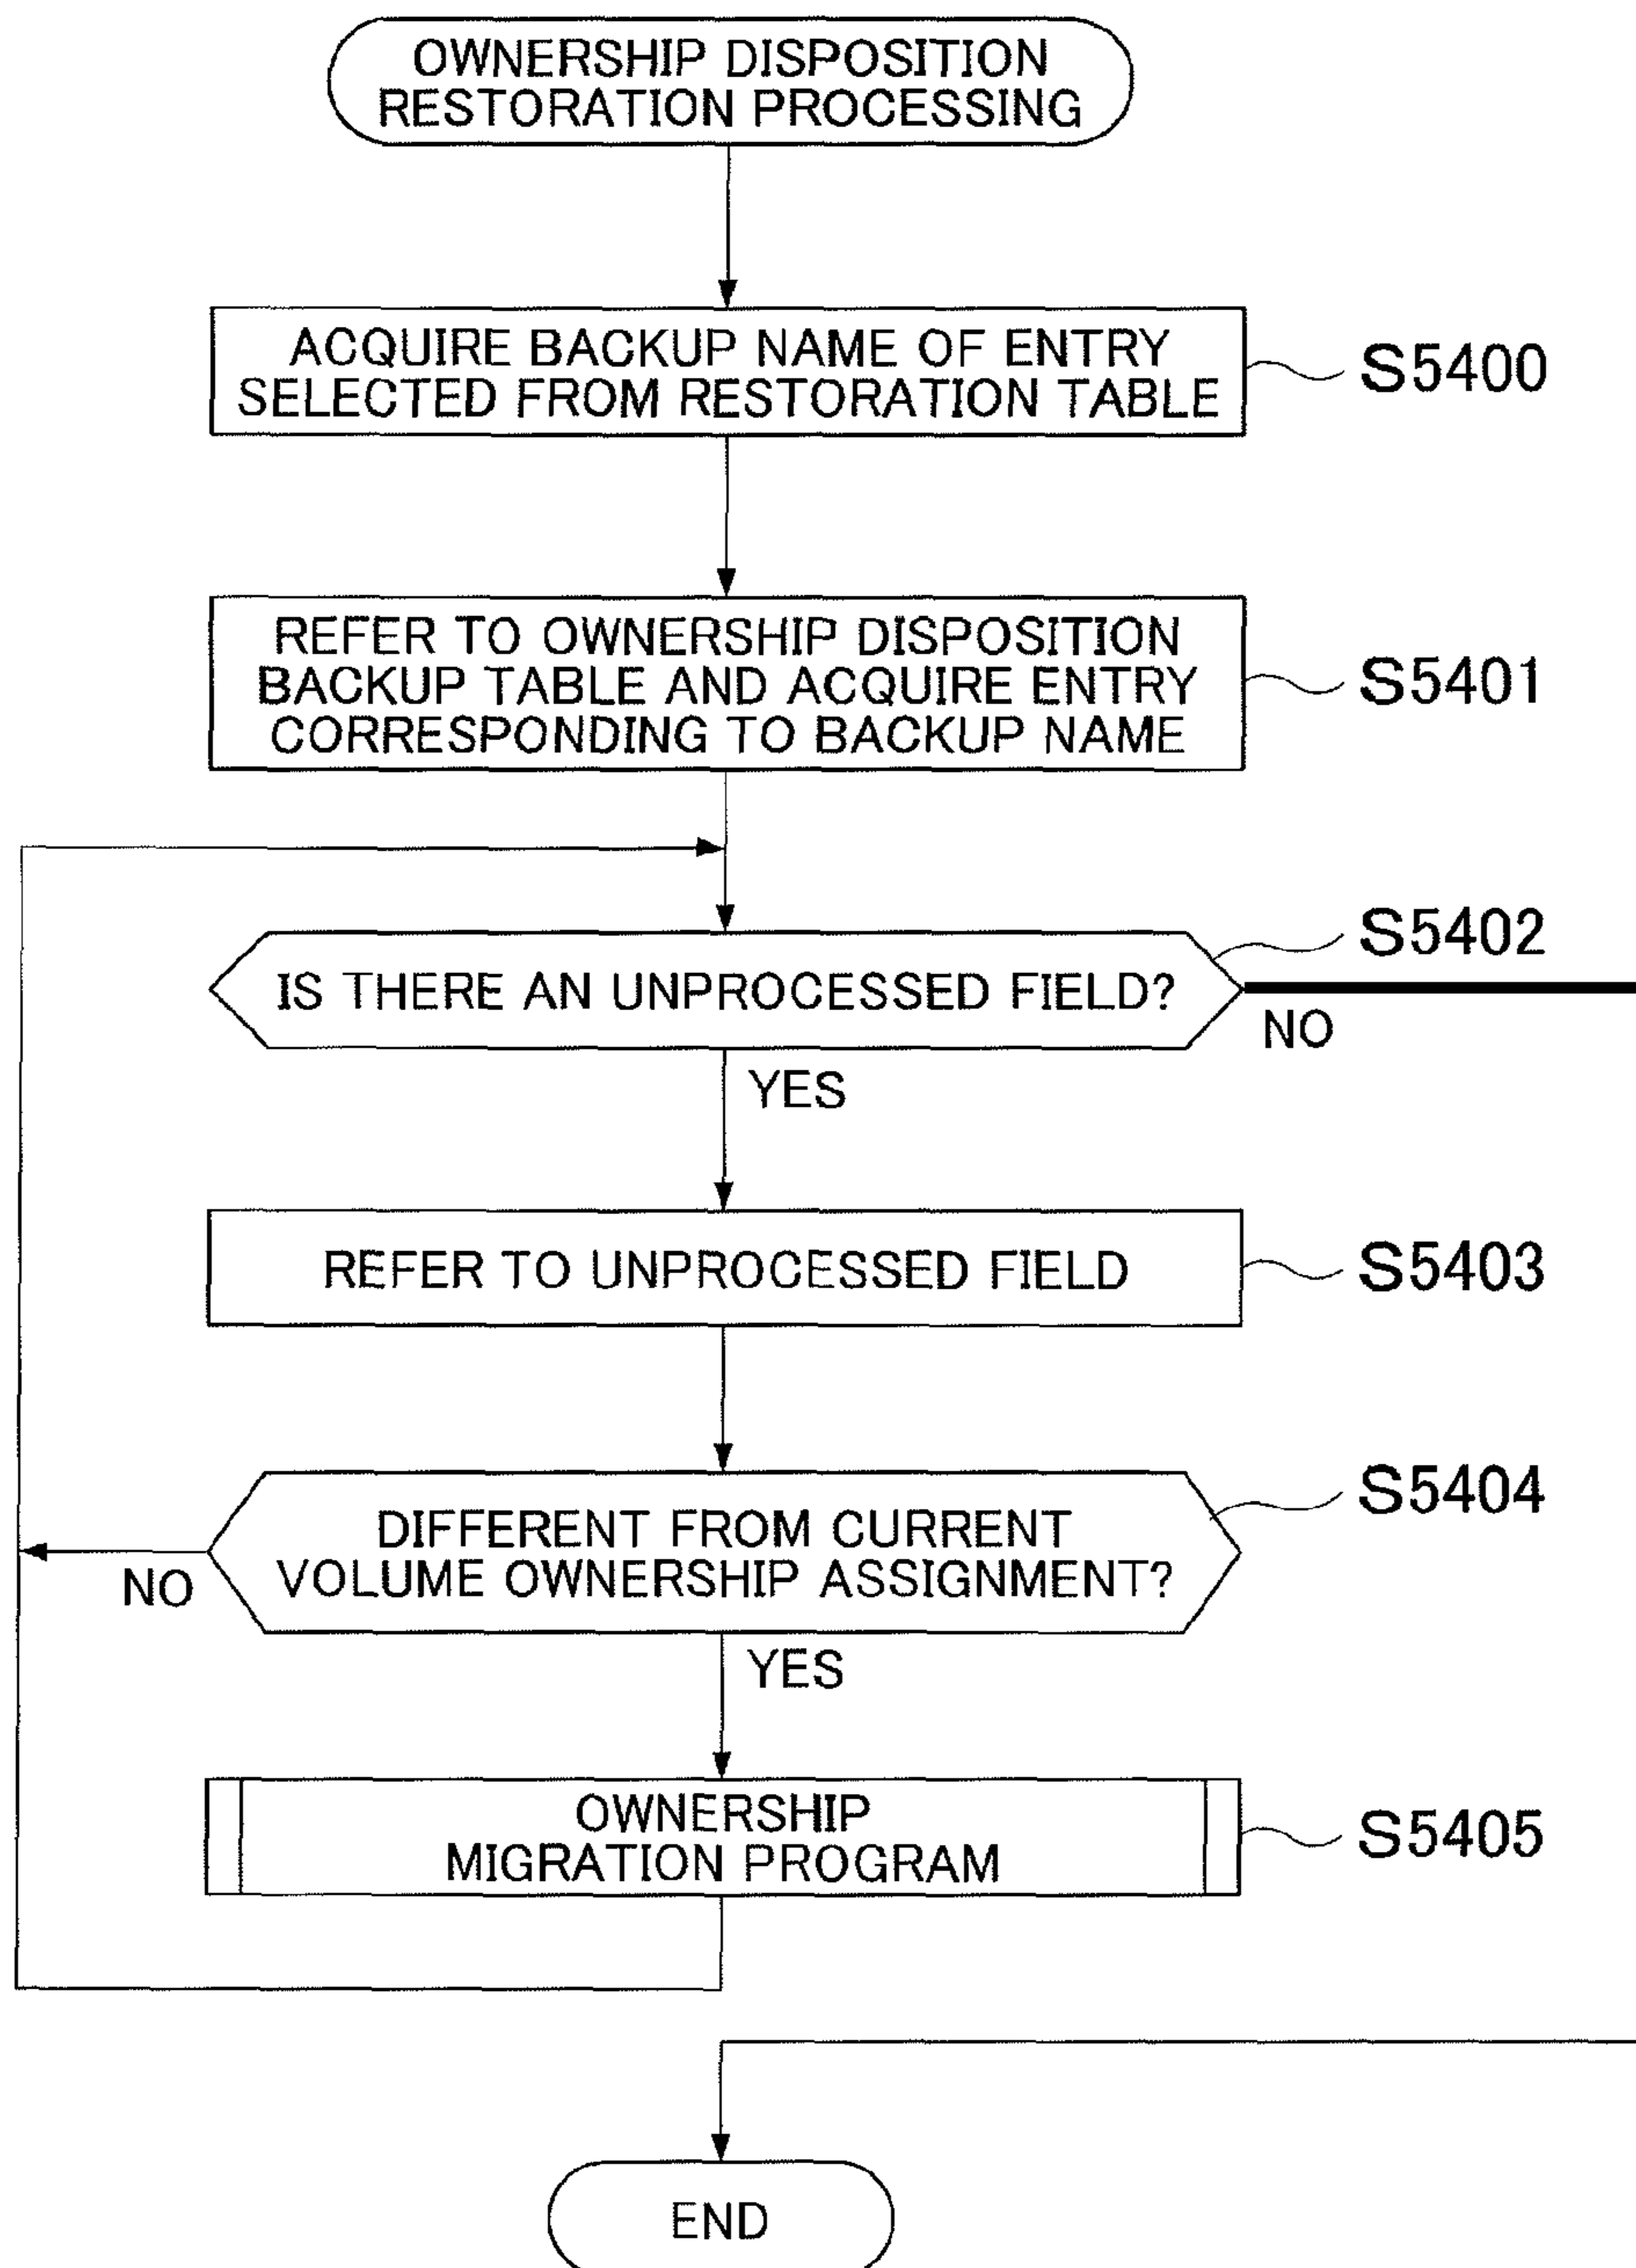 OWNERSHIP DISPOSITION
RESTORATION PROCESSING
ACQUIRE BACKUP NAME OF ENTRY
SELECTED FROM RESTORATION TABLE
S5400
REFER TO OWNERSHIP DISPOSITION
BACKUP TABLE AND ACQUIRE ENTRY
CORRESPONDING TO BACKUP NAME
S5401
S5402
IS THERE AN UNPROCESSED FIELD?
NO
YES
REFER TO UNPROCESSED FIELD
S5403
S5404
DIFFERENT FROM CURRENT
VOLUME OWNERSHIP ASSIGNMENT?
NO
YES
OWNERSHIP
MIGRATION PROGRAM
S5405
END